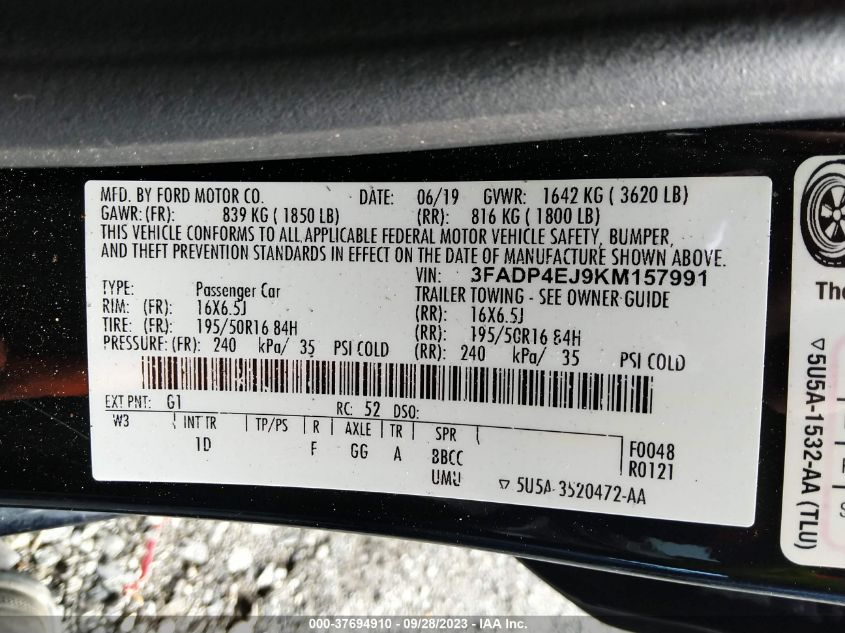 MFD. BY FORD MOTOR CO. DATE: 06/19 GVWR: 1642 KG ( 3620 LB)
GAWR: (FR): 839 KG ( 1850 LB) (RR): 816 KG ( 1800 LB)
THIS VEHICLE CONFORMS TO ALL APPLICABLE FEDERAL MOTOR VEHICLE SAFETY, BUMPER,
AND THEFT PREVENTION STANDARDS IN EFFECT ON THE DATE OF MANUFACTURE SHOWN ABOVE.
VIN: 3FADP4EJ9KM157991
TYPE: Passenger Car TRAILER TOWING - SEE OWNER GUIDE
RIM: (FR): 16X6.5J (RR): 16X6.5J
TIRE: (FR): 195/50R16 84H (RR): 195/50R16 84H
PRESSURE: (FR): 240 kPa/ 35 PSI COLD (RR): 240 kPa/ 35 PSI COLD
EXT PNT: G1 RC: 52 DSO:
W3 INT TR TP/PS R AXLE TR SPR
1D F GG A 8BCC
UMU
F0048
R0121
▽ 5U5A-3520472-AA
The
▽ 5U5A-1532-AA (TLU)
000-37694910 - 09/28/2023 - IAAI.com